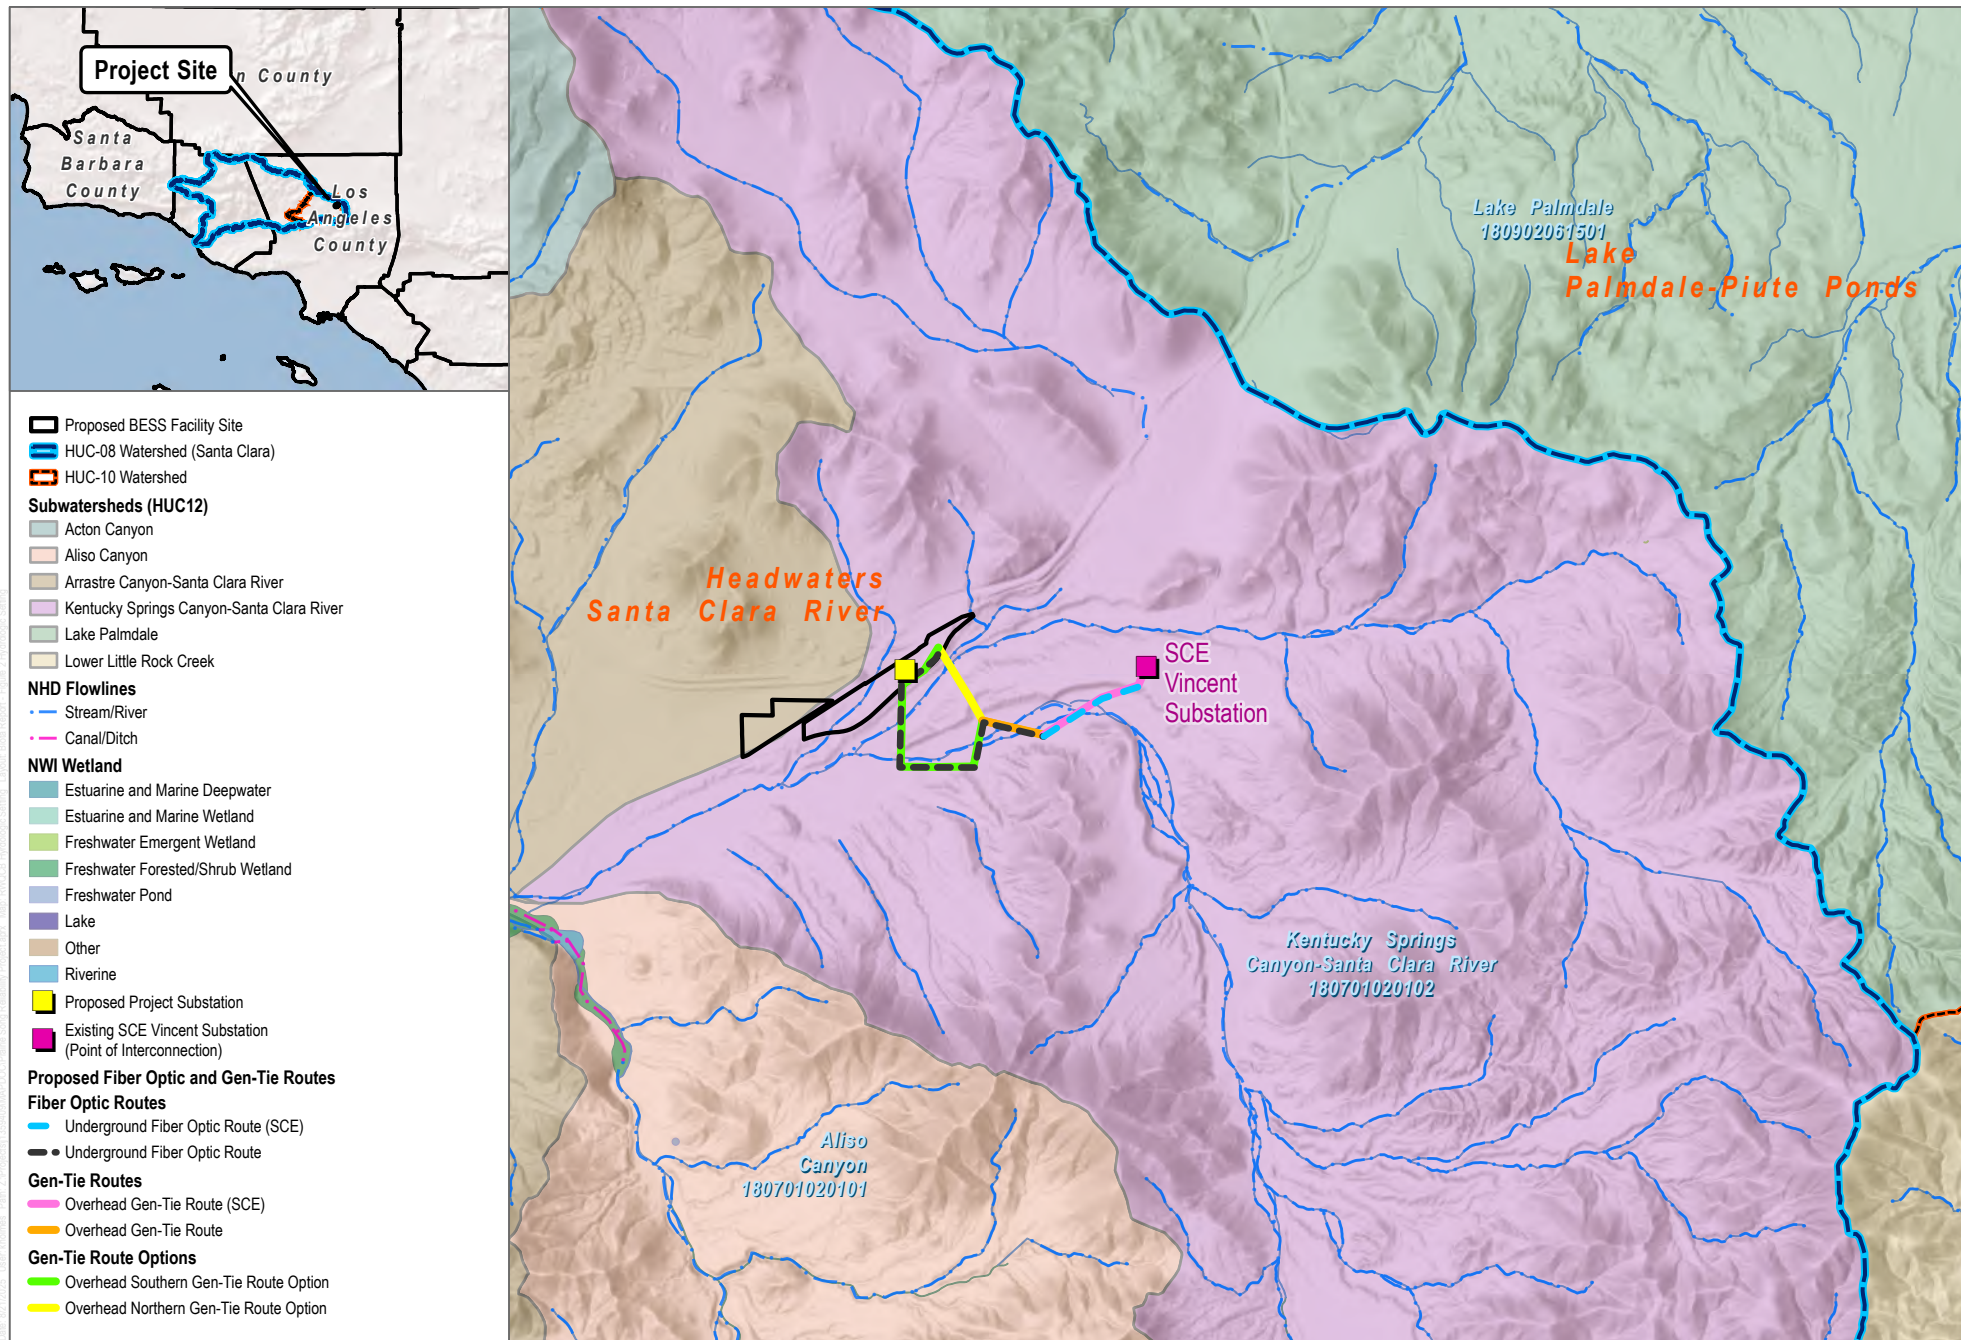 Project Site
n County
Santa
Barbara
County
Los
Angeles
County
Proposed BESS Facility Site
HUC-08 Watershed (Santa Clara)
HUC-10 Watershed
Subwatersheds (HUC12)
Acton Canyon
Aliso Canyon
Arrastre Canyon-Santa Clara River
Kentucky Springs Canyon-Santa Clara River
Lake Palmdale
Lower Little Rock Creek
NHD Flowlines
Stream/River
Canal/Ditch
NWI Wetland
Estuarine and Marine Deepwater
Estuarine and Marine Wetland
Freshwater Emergent Wetland
Freshwater Forested/Shrub Wetland
Freshwater Pond
Lake
Other
Riverine
Proposed Project Substation
Existing SCE Vincent Substation
(Point of Interconnection)
Proposed Fiber Optic and Gen-Tie Routes
Fiber Optic Routes
Underground Fiber Optic Route (SCE)
Underground Fiber Optic Route
Gen-Tie Routes
Overhead Gen-Tie Route (SCE)
Overhead Gen-Tie Route
Gen-Tie Route Options
Overhead Southern Gen-Tie Route Option
Overhead Northern Gen-Tie Route Option
Lake Palmdale
180902061501
Lake
Palmdale-Piute Ponds
Headwaters
Santa Clara River
SCE
Vincent
Substation
Kentucky Springs
Canyon-Santa Clara River
180701020102
Aliso
Canyon
180701020101